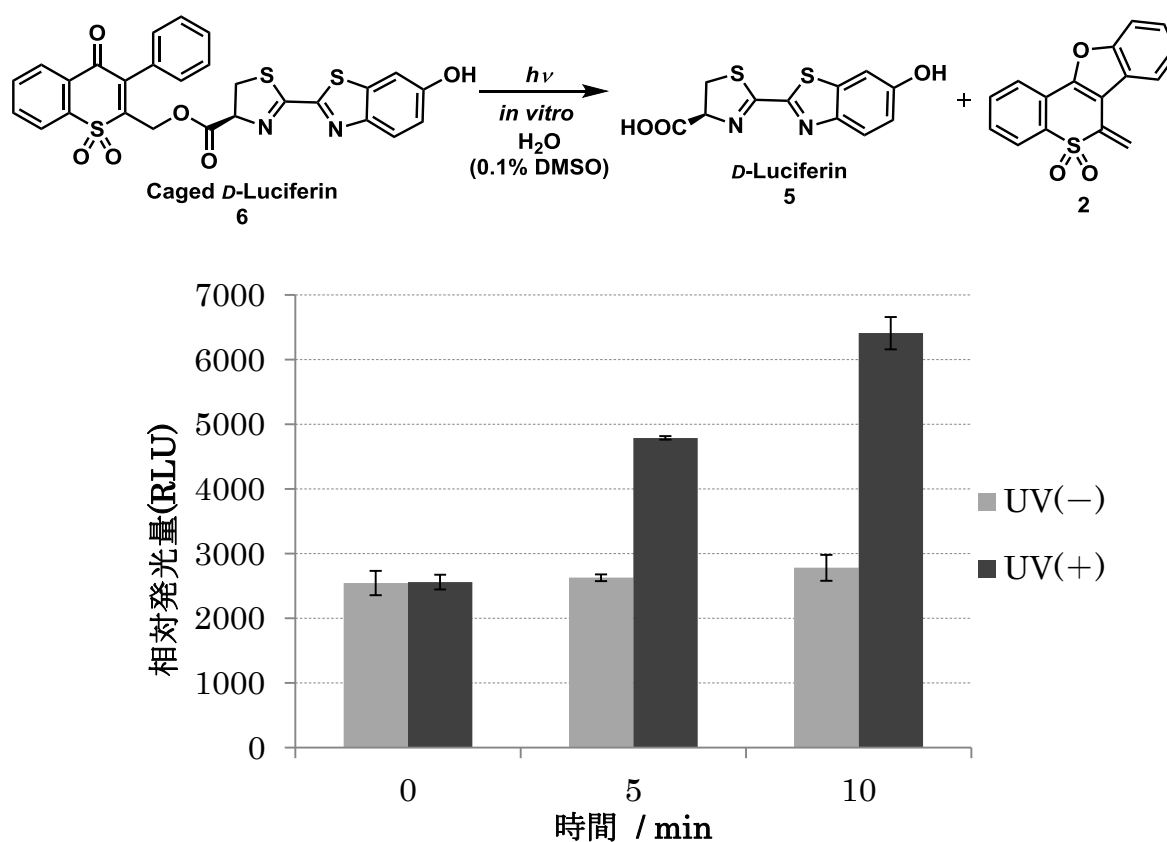 O
O
O
S
O
O
N
S
N
OH
S
O
O
Caged D-Luciferin
6
hν
in vitro
H₂O
(0.1% DMSO)
HOOC
S
N
S
N
OH
D-Luciferin
5
+
O
S
O
O
2
7000
6000
5000
4000
3000
2000
1000
0
相対発光量(RLU)
0 5 10
時間 / min
UV(−)
UV(+)